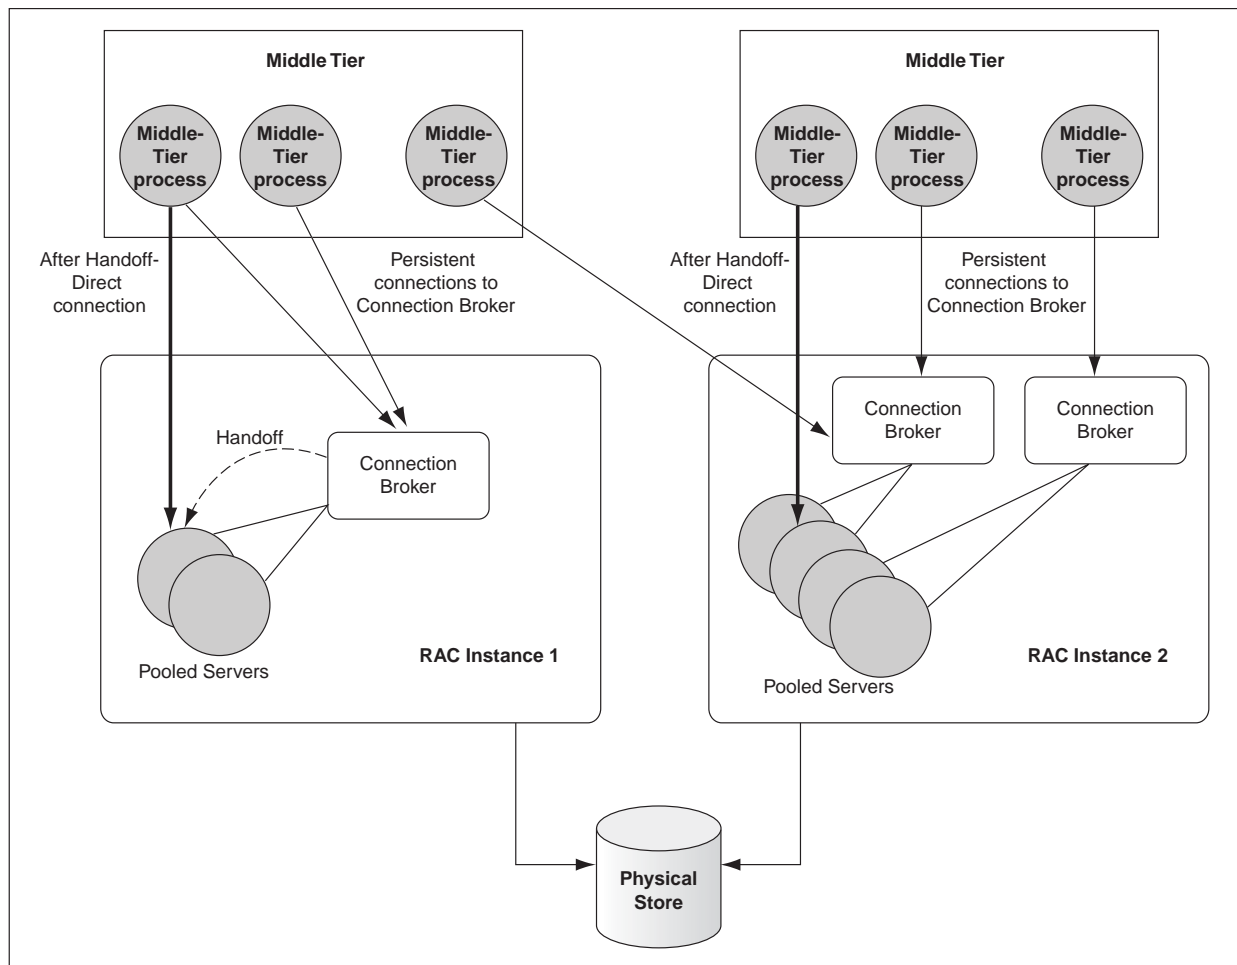 Middle Tier
Middle-
Tier
process
Middle-
Tier
process
Middle-
Tier
process
After Handoff-
Direct
connection
Persistent
connections to
Connection Broker
Handoff
Connection
Broker
Pooled Servers
RAC Instance 1
Middle Tier
Middle-
Tier
process
Middle-
Tier
process
Middle-
Tier
process
After Handoff-
Direct
connection
Persistent
connections to
Connection Broker
Connection
Broker
Connection
Broker
Pooled Servers
RAC Instance 2
Physical
Store